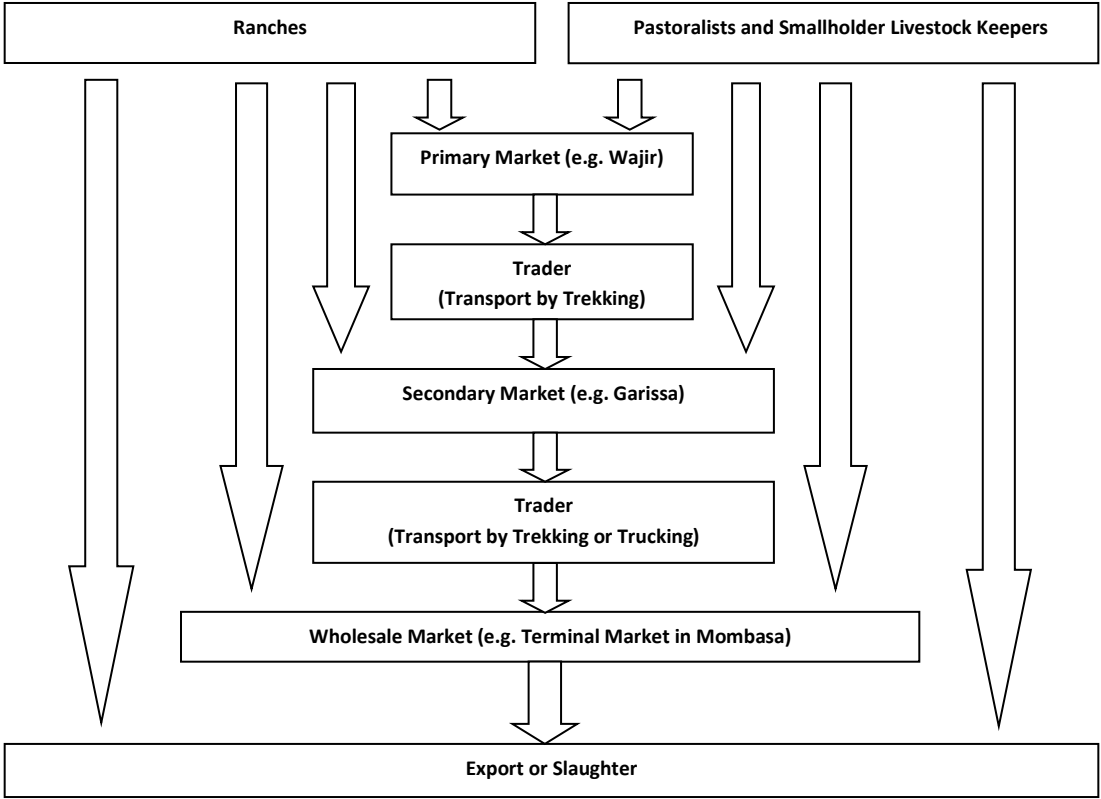 Ranches
Pastoralists and Smallholder Livestock Keepers
Primary Market (e.g. Wajir)
Trader
(Transport by Trekking)
Secondary Market (e.g. Garissa)
Trader
(Transport by Trekking or Trucking)
Wholesale Market (e.g. Terminal Market in Mombasa)
Export or Slaughter